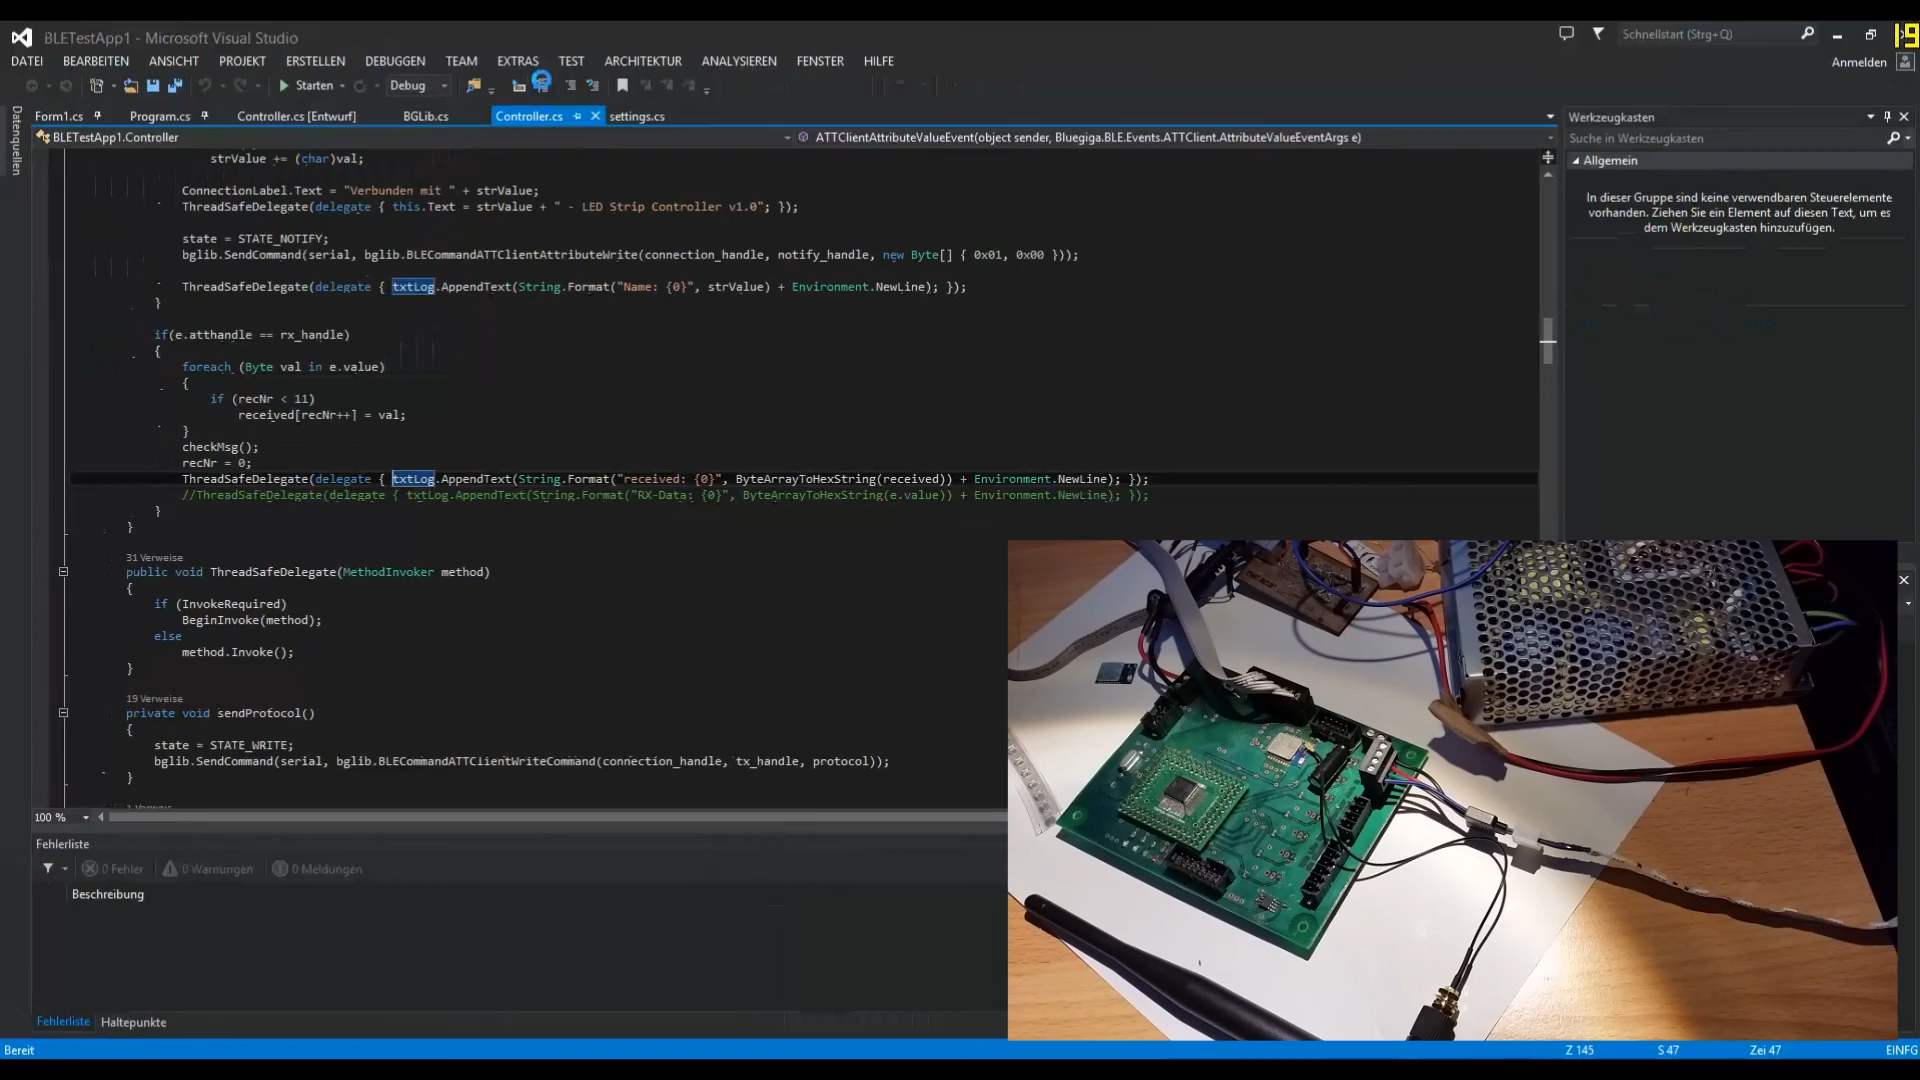 BLETestApp1 - Microsoft Visual Studio
Schnellstart (Strg+Q)
19
DATEI BEARBEITEN ANSICHT PROJEKT ERSTELLEN DEBUGGEN TEAM EXTRAS TEST ARCHITEKTUR ANALYSIEREN FENSTER HILFE
Anmelden
Starten Debug
Form1.cs Program.cs Controller.cs [Entwurf] BGLib.cs Controller.cs settings.cs
Datenquellen
BLETestApp1.Controller
ATTClientAttributeValueEvent(object sender, Bluegiga.BLE.Events.ATTClient.AttributeValueEventArgs e)
strValue += (char)val;
ConnectionLabel.Text = "Verbunden mit " + strValue;
ThreadSafeDelegate(delegate { this.Text = strValue + " - LED Strip Controller v1.0"; });
state = STATE_NOTIFY;
bglib.SendCommand(serial, bglib.BLECommandATTClientAttributeWrite(connection_handle, notify_handle, new Byte[] { 0x01, 0x00 }));
ThreadSafeDelegate(delegate { txtLog.AppendText(String.Format("Name: {0}", strValue) + Environment.NewLine); });
}
if(e.atthandle == rx_handle)
{
foreach (Byte val in e.value)
{
if (recNr < 11)
received[recNr++] = val;
}
checkMsg();
recNr = 0;
ThreadSafeDelegate(delegate { txtLog.AppendText(String.Format("received: {0}", ByteArrayToHexString(received)) + Environment.NewLine); });
//ThreadSafeDelegate(delegate { txtLog.AppendText(String.Format("RX-Data: {0}", ByteArrayToHexString(e.value)) + Environment.NewLine); });
}
}
31 Verweise
public void ThreadSafeDelegate(MethodInvoker method)
{
if (InvokeRequired)
BeginInvoke(method);
else
method.Invoke();
}
19 Verweise
private void sendProtocol()
{
state = STATE_WRITE;
bglib.SendCommand(serial, bglib.BLECommandATTClientWriteCommand(connection_handle, tx_handle, protocol));
}
100 %
Werkzeugkasten
Suche in Werkzeugkasten
Allgemein
In dieser Gruppe sind keine verwendbaren Steuerelemente
vorhanden. Ziehen Sie ein Element auf diesen Text, um es
dem Werkzeugkasten hinzuzufügen.
Fehlerliste
0 Fehler 0 Warnungen 0 Meldungen
Beschreibung
Fehlerliste Haltepunkte
Bereit
Z 145 S 47 Zei 47 EINFG